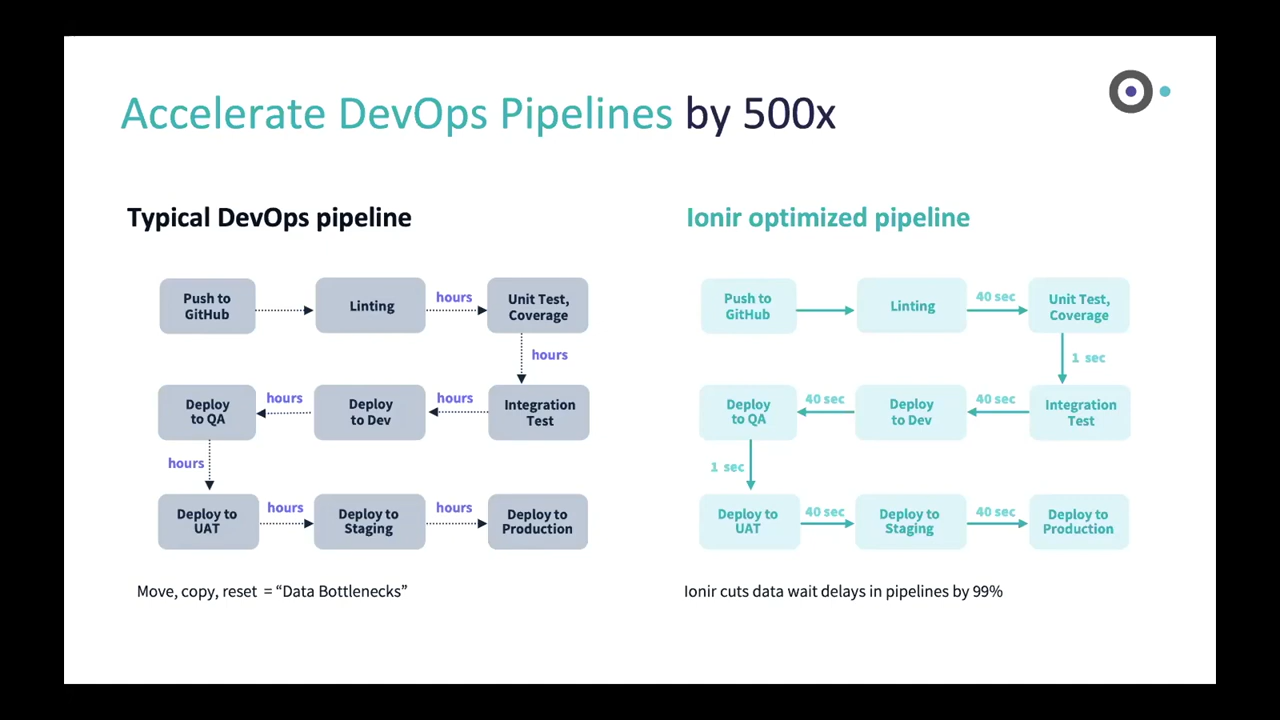 Accelerate DevOps Pipelines by 500x
Typical DevOps pipeline
Push to
GitHub
Linting
hours
Unit Test,
Coverage
hours
Deploy
to QA
hours
Deploy
to Dev
hours
Integration
Test
hours
Deploy to
UAT
hours
Deploy to
Staging
hours
Deploy to
Production
Move, copy, reset = “Data Bottlenecks”
Ionir optimized pipeline
Push to
GitHub
Linting
40 sec
Unit Test,
Coverage
1 sec
Deploy
to QA
40 sec
Deploy
to Dev
40 sec
Integration
Test
1 sec
Deploy to
UAT
40 sec
Deploy to
Staging
40 sec
Deploy to
Production
Ionir cuts data wait delays in pipelines by 99%